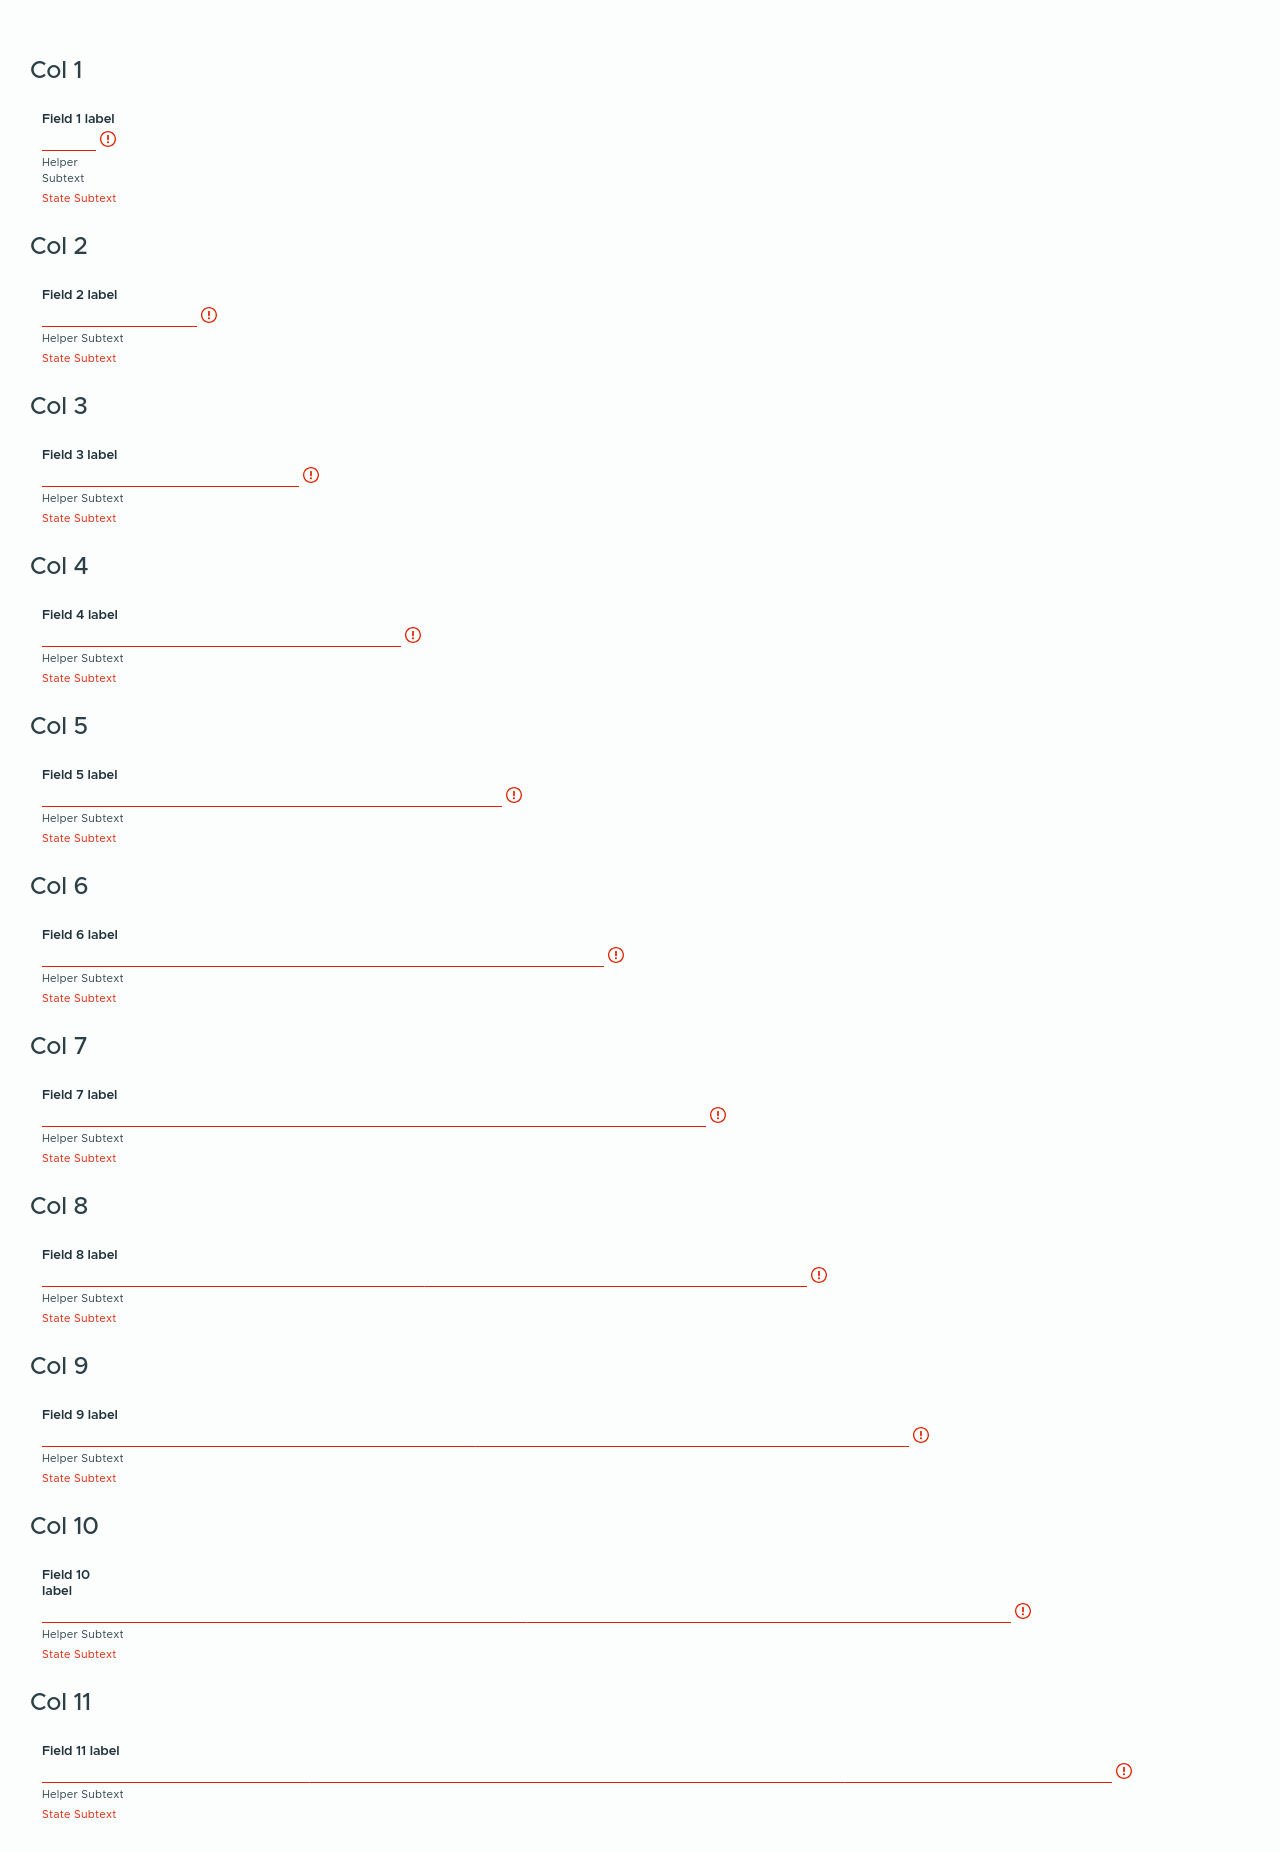 Col 1
Field 1 label
Helper
Subtext
State Subtext
Col 2
Field 2 label
Helper Subtext
State Subtext
Col 3
Field 3 label
Helper Subtext
State Subtext
Col 4
Field 4 label
Helper Subtext
State Subtext
Col 5
Field 5 label
Helper Subtext
State Subtext
Col 6
Field 6 label
Helper Subtext
State Subtext
Col 7
Field 7 label
Helper Subtext
State Subtext
Col 8
Field 8 label
Helper Subtext
State Subtext
Col 9
Field 9 label
Helper Subtext
State Subtext
Col 10
Field 10
label
Helper Subtext
State Subtext
Col 11
Field 11 label
Helper Subtext
State Subtext